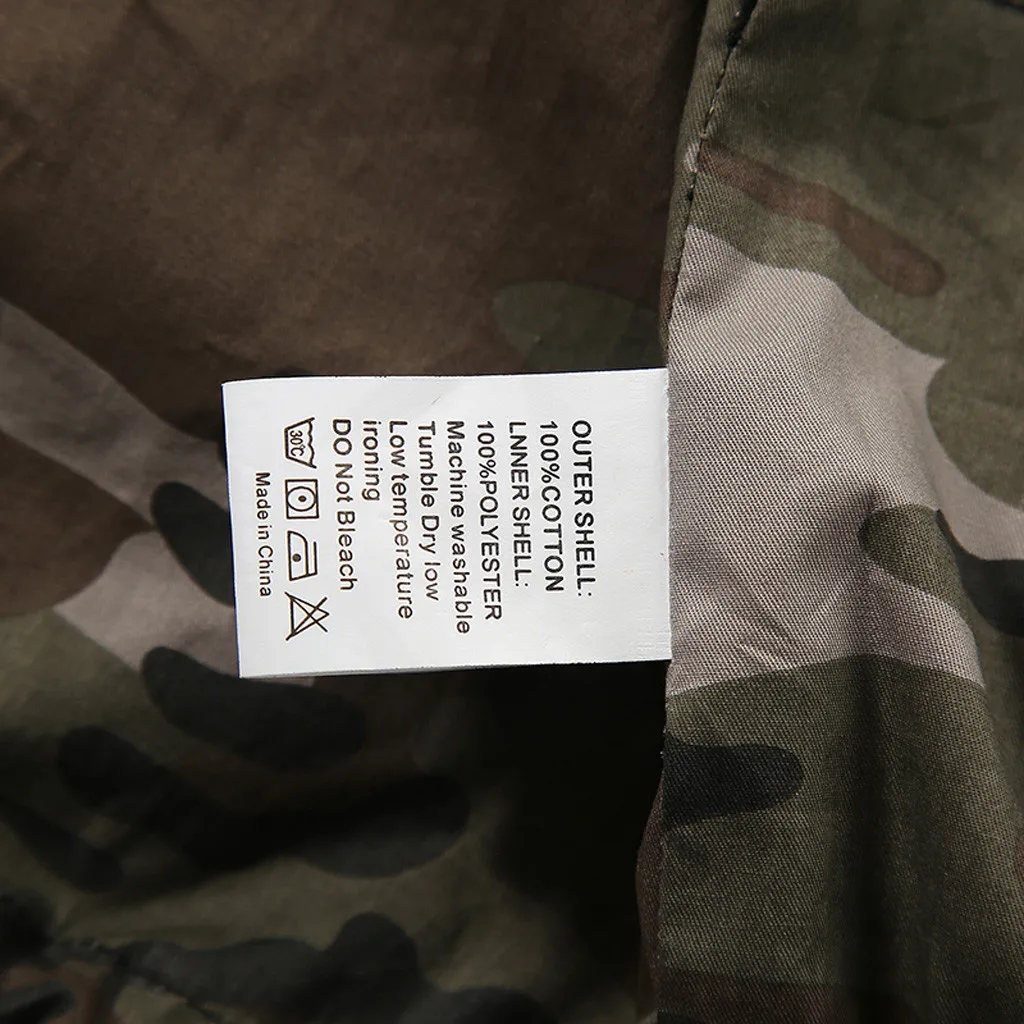 OUTER SHELL:
100%COTTON
LNNER SHELL:
100%POLYESTER
Machine washable
Tumble Dry low
Low temperature
ironing
DO Not Bleach
30℃
Made in China